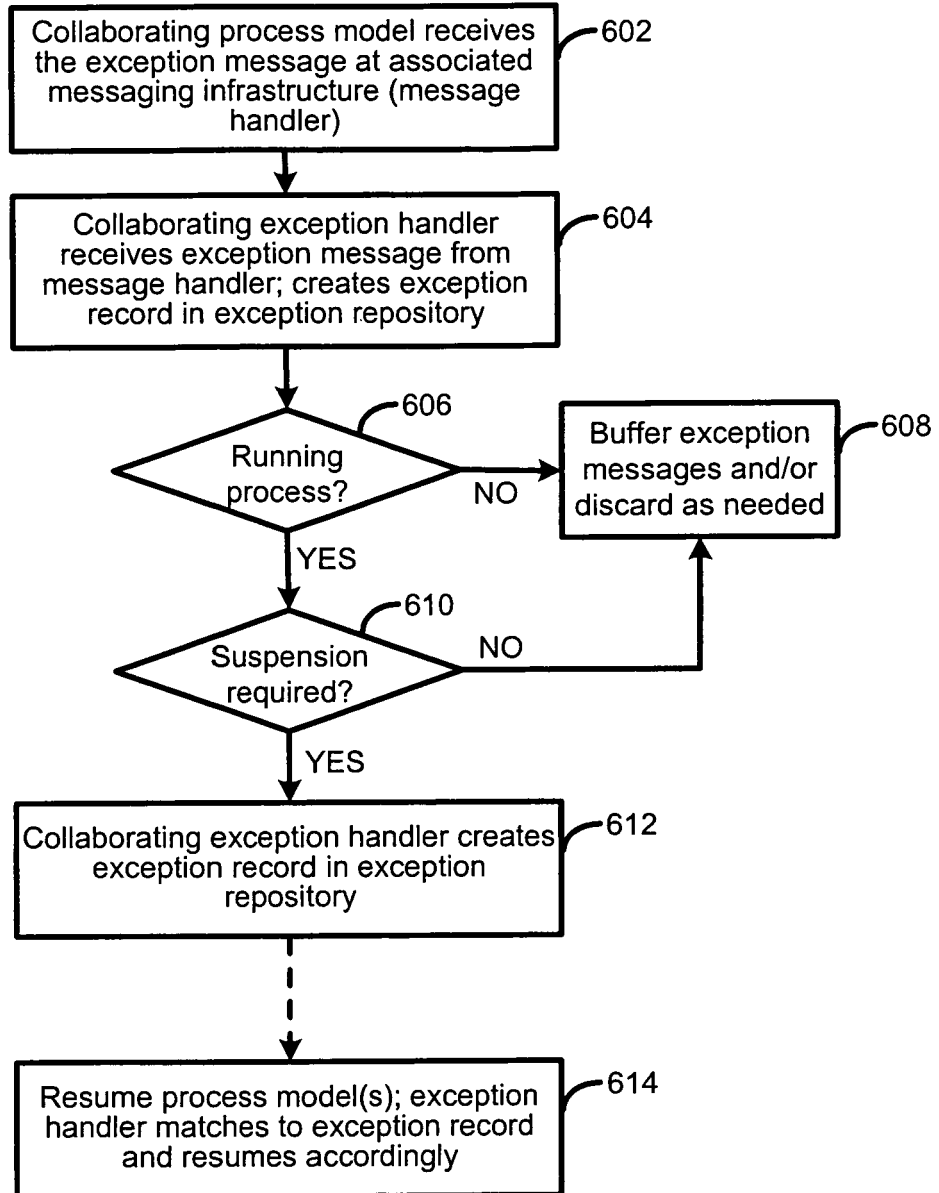 Collaborating process model receives
the exception message at associated
messaging infrastructure (message
handler)
602
Collaborating exception handler
receives exception message from
message handler; creates exception
record in exception repository
604
606
Running
process?
NO
Buffer exception
messages and/or
discard as needed
608
YES
610
Suspension
required?
NO
YES
Collaborating exception handler creates
exception record in exception
repository
612
Resume process model(s); exception
handler matches to exception record
and resumes accordingly
614